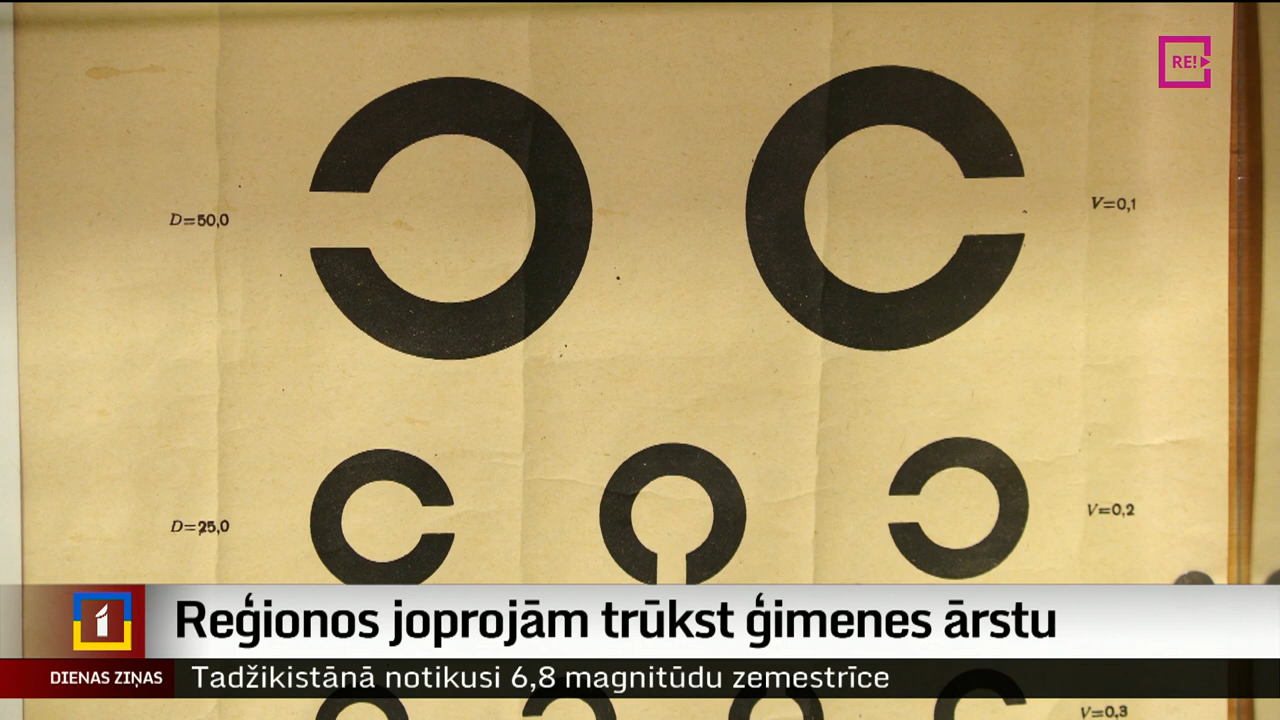 RE!
D=50,0
V=0,1
D=25,0
V=0,2
1
Reģionos joprojām trūkst ģimenes ārstu
DIENAS ZIŅAS
Tadžikistānā notikusi 6,8 magnitūdu zemestrīce
V=0,3